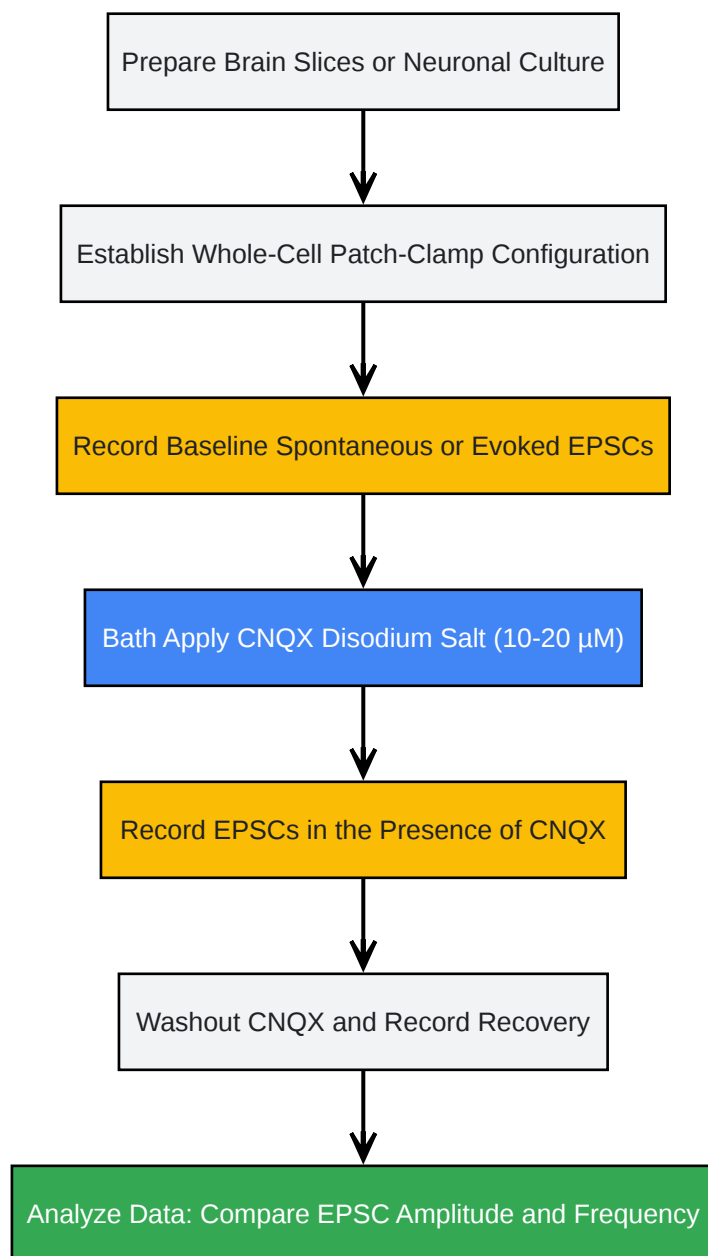 Prepare Brain Slices or Neuronal Culture
Establish Whole-Cell Patch-Clamp Configuration
Record Baseline Spontaneous or Evoked EPSCs
Bath Apply CNQX Disodium Salt (10-20 µM)
Record EPSCs in the Presence of CNQX
Washout CNQX and Record Recovery
Analyze Data: Compare EPSC Amplitude and Frequency